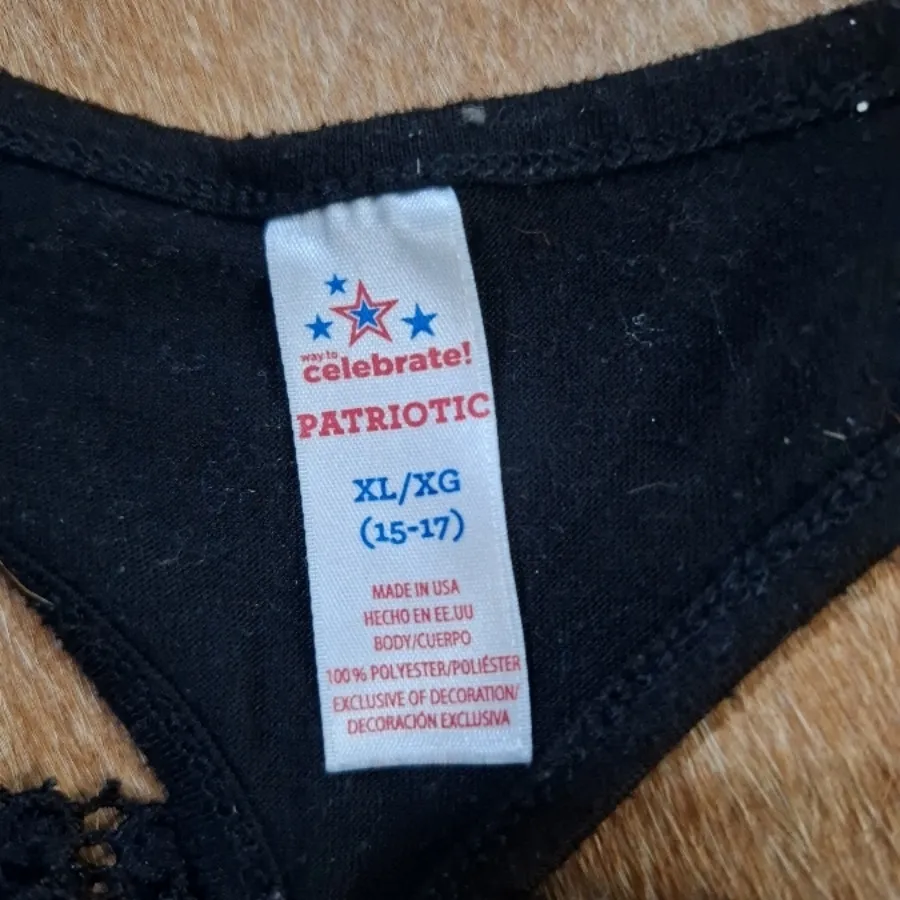 way to
celebrate!
PATRIOTIC
XL/XG
(15-17)
MADE IN USA
HECHO EN EE.UU
BODY/CUERPO
100% POLYESTER/POLIÉSTER
EXCLUSIVE OF DECORATION/
DECORACIÓN EXCLUSIVA